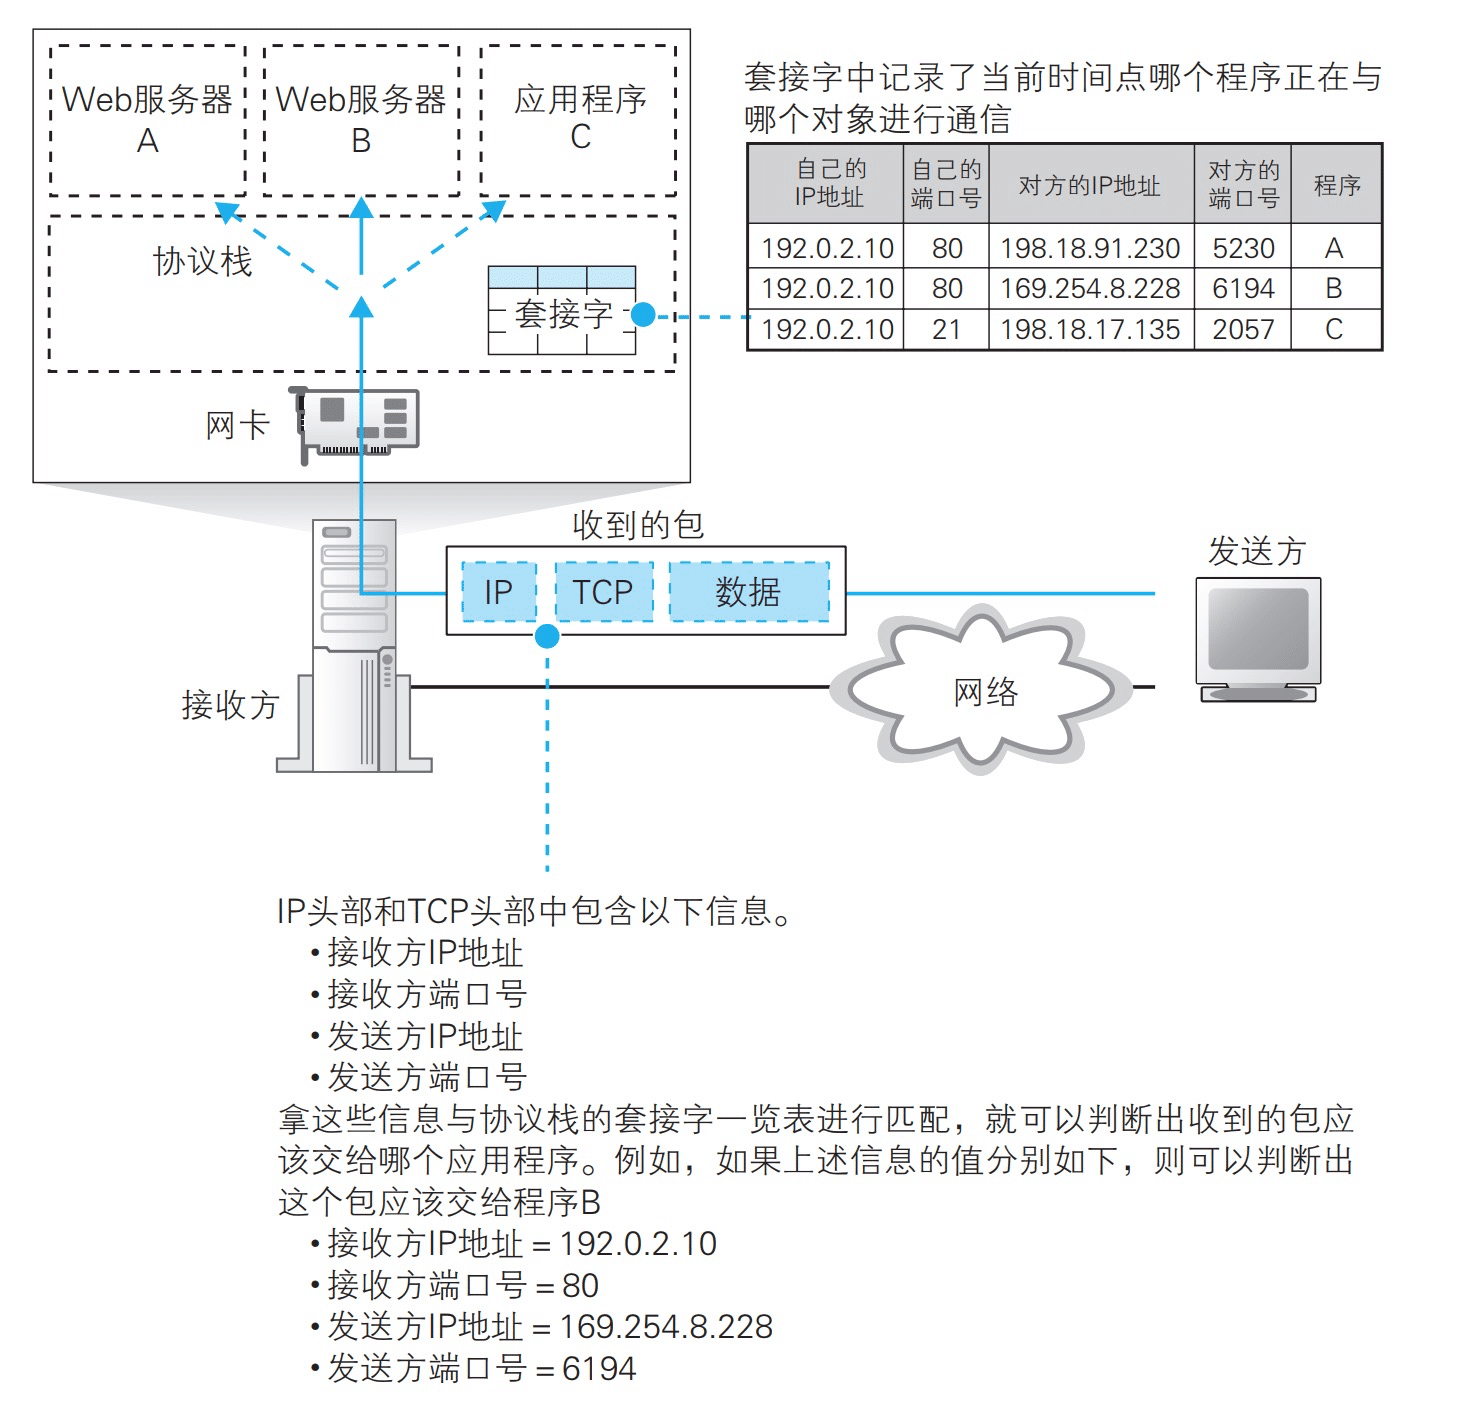 Web服务器
A
Web服务器
B
应用程序
C
协议栈
套接字
网卡
套接字中记录了当前时间点哪个程序正在与
哪个对象进行通信
自己的
IP地址
自己的
端口号
对方的IP地址
对方的
端口号
程序
192.0.2.10 80 198.18.91.230 5230 A
192.0.2.10 80 169.254.8.228 6194 B
192.0.2.10 21 198.18.17.135 2057 C
收到的包
IP TCP 数据
发送方
接收方
网络
IP头部和TCP头部中包含以下信息。
• 接收方IP地址
• 接收方端口号
• 发送方IP地址
• 发送方端口号
拿这些信息与协议栈的套接字一览表进行匹配，就可以判断出收到的包应
该交给哪个应用程序。例如，如果上述信息的值分别如下，则可以判断出
这个包应该交给程序B
• 接收方IP地址＝192.0.2.10
• 接收方端口号＝80
• 发送方IP地址＝169.254.8.228
• 发送方端口号＝6194